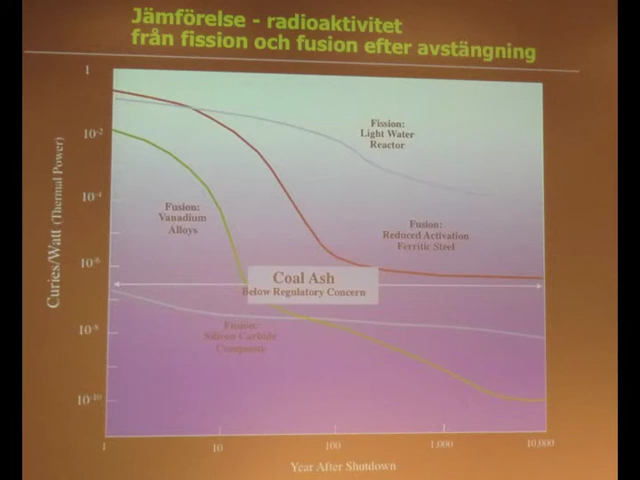 Jämförelse - radioaktivitet
från fission och fusion efter avstängning
1
10-2
10-4
10-6
10-8
10-10
Curies/Watt (Thermal Power)
Fission:
Light Water
Reactor
Fusion:
Vanadium
Alloys
Fusion:
Reduced Activation
Ferritic Steel
Coal Ash
Below Regulatory Concern
Silicon Carbide
Composite
1
10
100
1,000
10,000
Year After Shutdown